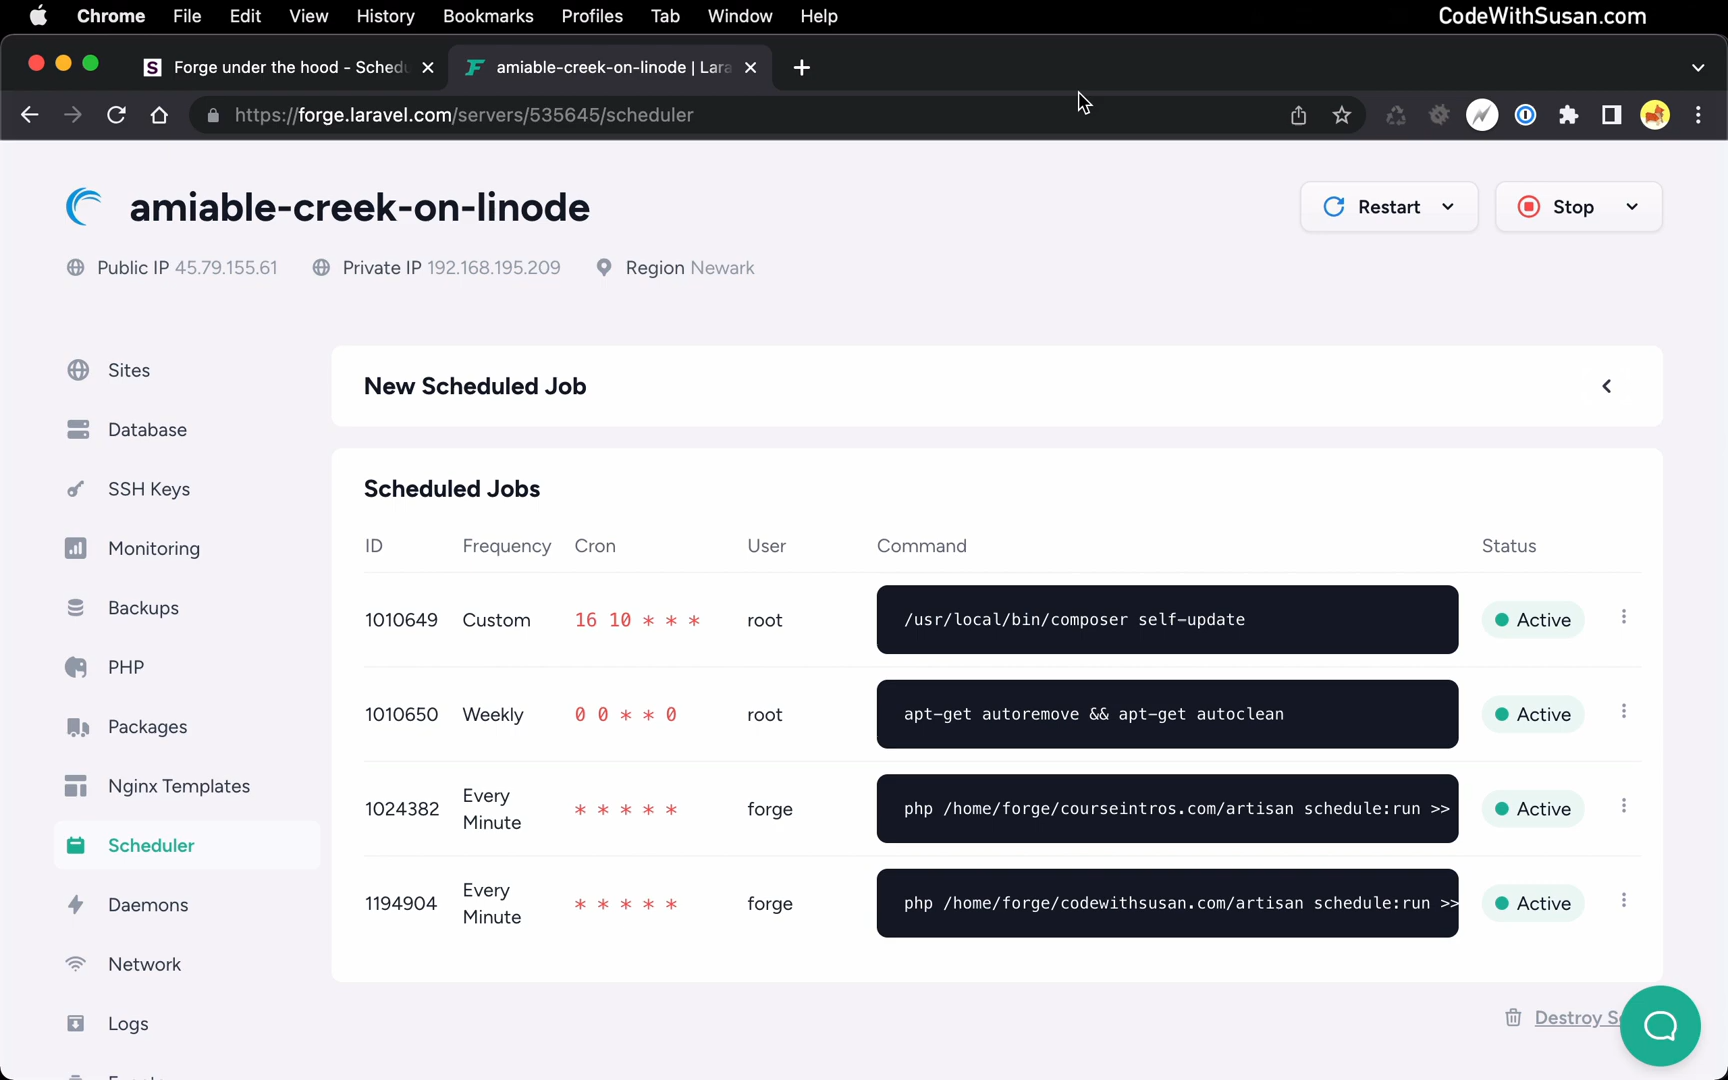 Chrome File Edit View History Bookmarks Profiles Tab Window Help CodeWithSusan.com
S Forge under the hood - Schedu amiable-creek-on-linode | Lara
https://forge.laravel.com/servers/535645/scheduler
amiable-creek-on-linode
Restart Stop
Public IP 45.79.155.61 Private IP 192.168.195.209 Region Newark
Sites
Database
SSH Keys
Monitoring
Backups
PHP
Packages
Nginx Templates
Scheduler
Daemons
Network
Logs
New Scheduled Job
Scheduled Jobs
ID Frequency Cron User Command Status
1010649 Custom 16 10 * * * root /usr/local/bin/composer self-update Active
1010650 Weekly 0 0 * * 0 root apt-get autoremove && apt-get autoclean Active
1024382 Every Minute * * * * * forge php /home/forge/courseintros.com/artisan schedule:run >> Active
1194904 Every Minute * * * * * forge php /home/forge/codewithsusan.com/artisan schedule:run >> Active
Destroy Se